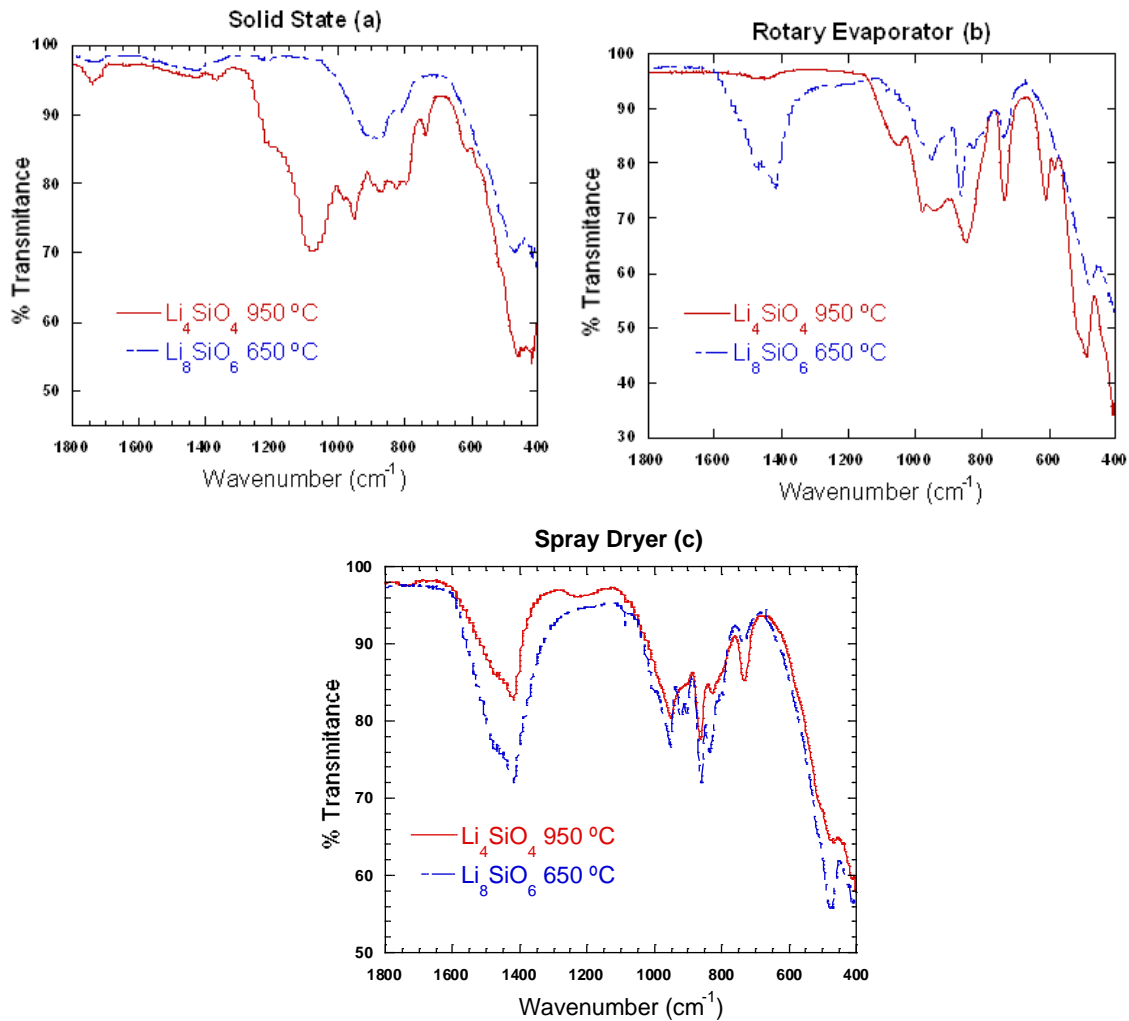 Solid State (a)
100
90
80
70
60
50
% Transmitance
Li4SiO4 950 ºC
Li8SiO6 650 ºC
1800 1600 1400 1200 1000 800 600 400
Wavenumber (cm-1)
Rotary Evaporator (b)
100
90
80
70
60
50
40
30
% Transmitance
Li4SiO4 950 ºC
Li8SiO6 650 ºC
1800 1600 1400 1200 1000 800 600 400
Wavenumber (cm-1)
Spray Dryer (c)
100
90
80
70
60
50
% Transmitance
Li4SiO4 950 ºC
Li8SiO6 650 ºC
1800 1600 1400 1200 1000 800 600 400
Wavenumber (cm-1)